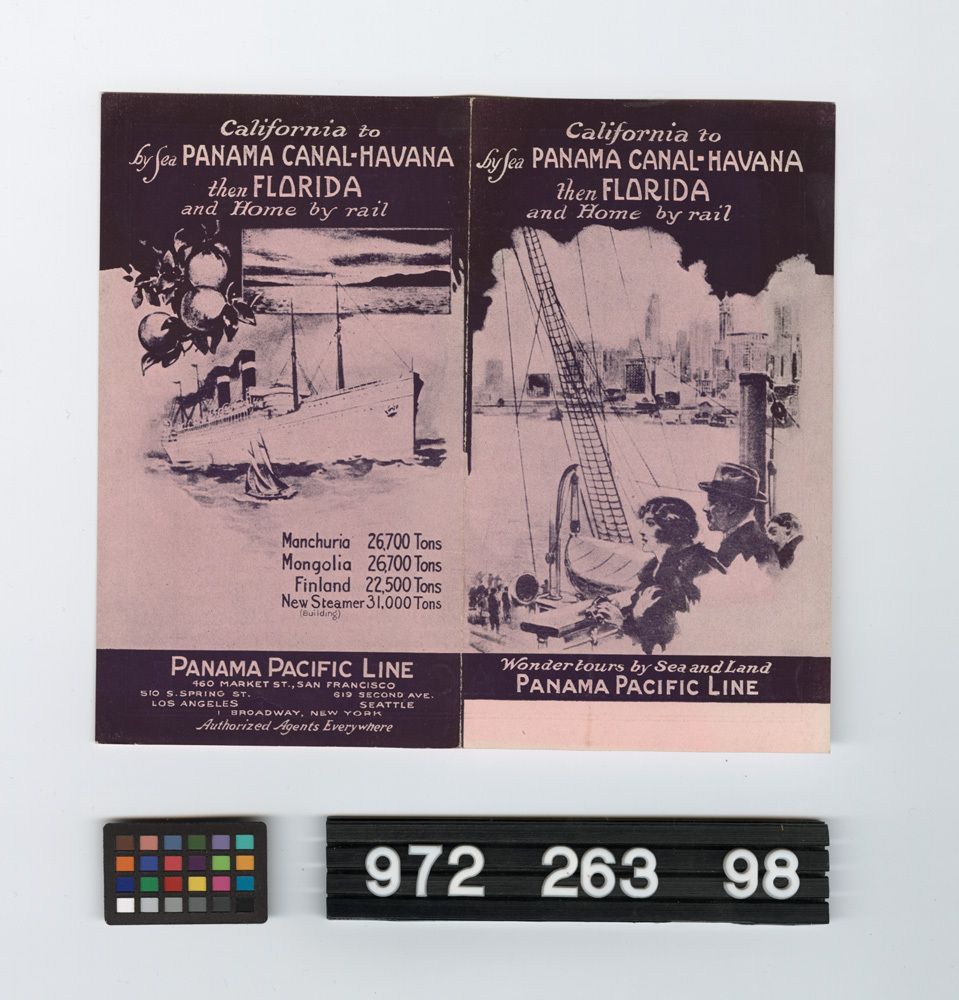 California to
by Sea PANAMA CANAL-HAVANA
then FLORIDA
and Home by rail
Manchuria 26,700 Tons
Mongolia 26,700 Tons
Finland 22,500 Tons
New Steamer 31,000 Tons
(Building)
PANAMA PACIFIC LINE
460 MARKET ST., SAN FRANCISCO
510 S. SPRING ST. 619 SECOND AVE.
LOS ANGELES SEATTLE
1 BROADWAY, NEW YORK
Authorized Agents Everywhere
California to
by Sea PANAMA CANAL-HAVANA
then FLORIDA
and Home by rail
Wonder tours by Sea and Land
PANAMA PACIFIC LINE
972 263 98